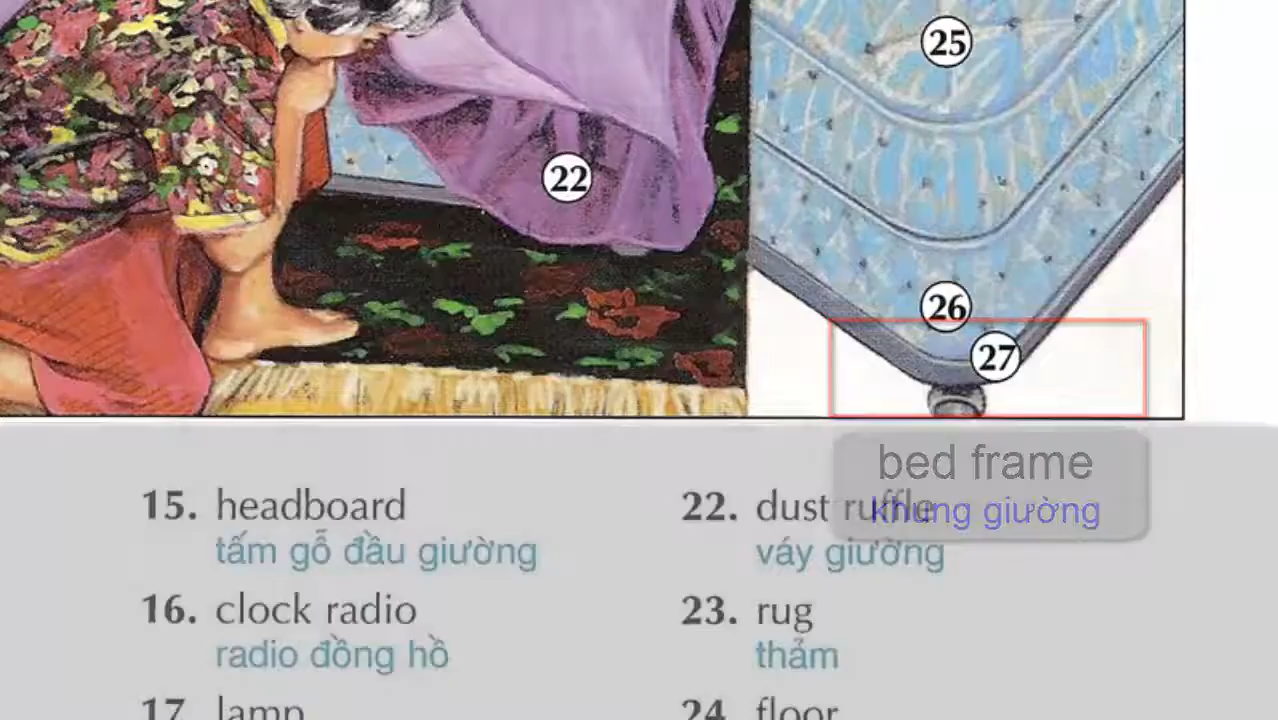 25
22
26
27
bed frame
khung giường
15. headboard
tấm gỗ đầu giường
16. clock radio
radio đồng hồ
17. lamp
22. dust ruffle
váy giường
23. rug
thảm
24. floor